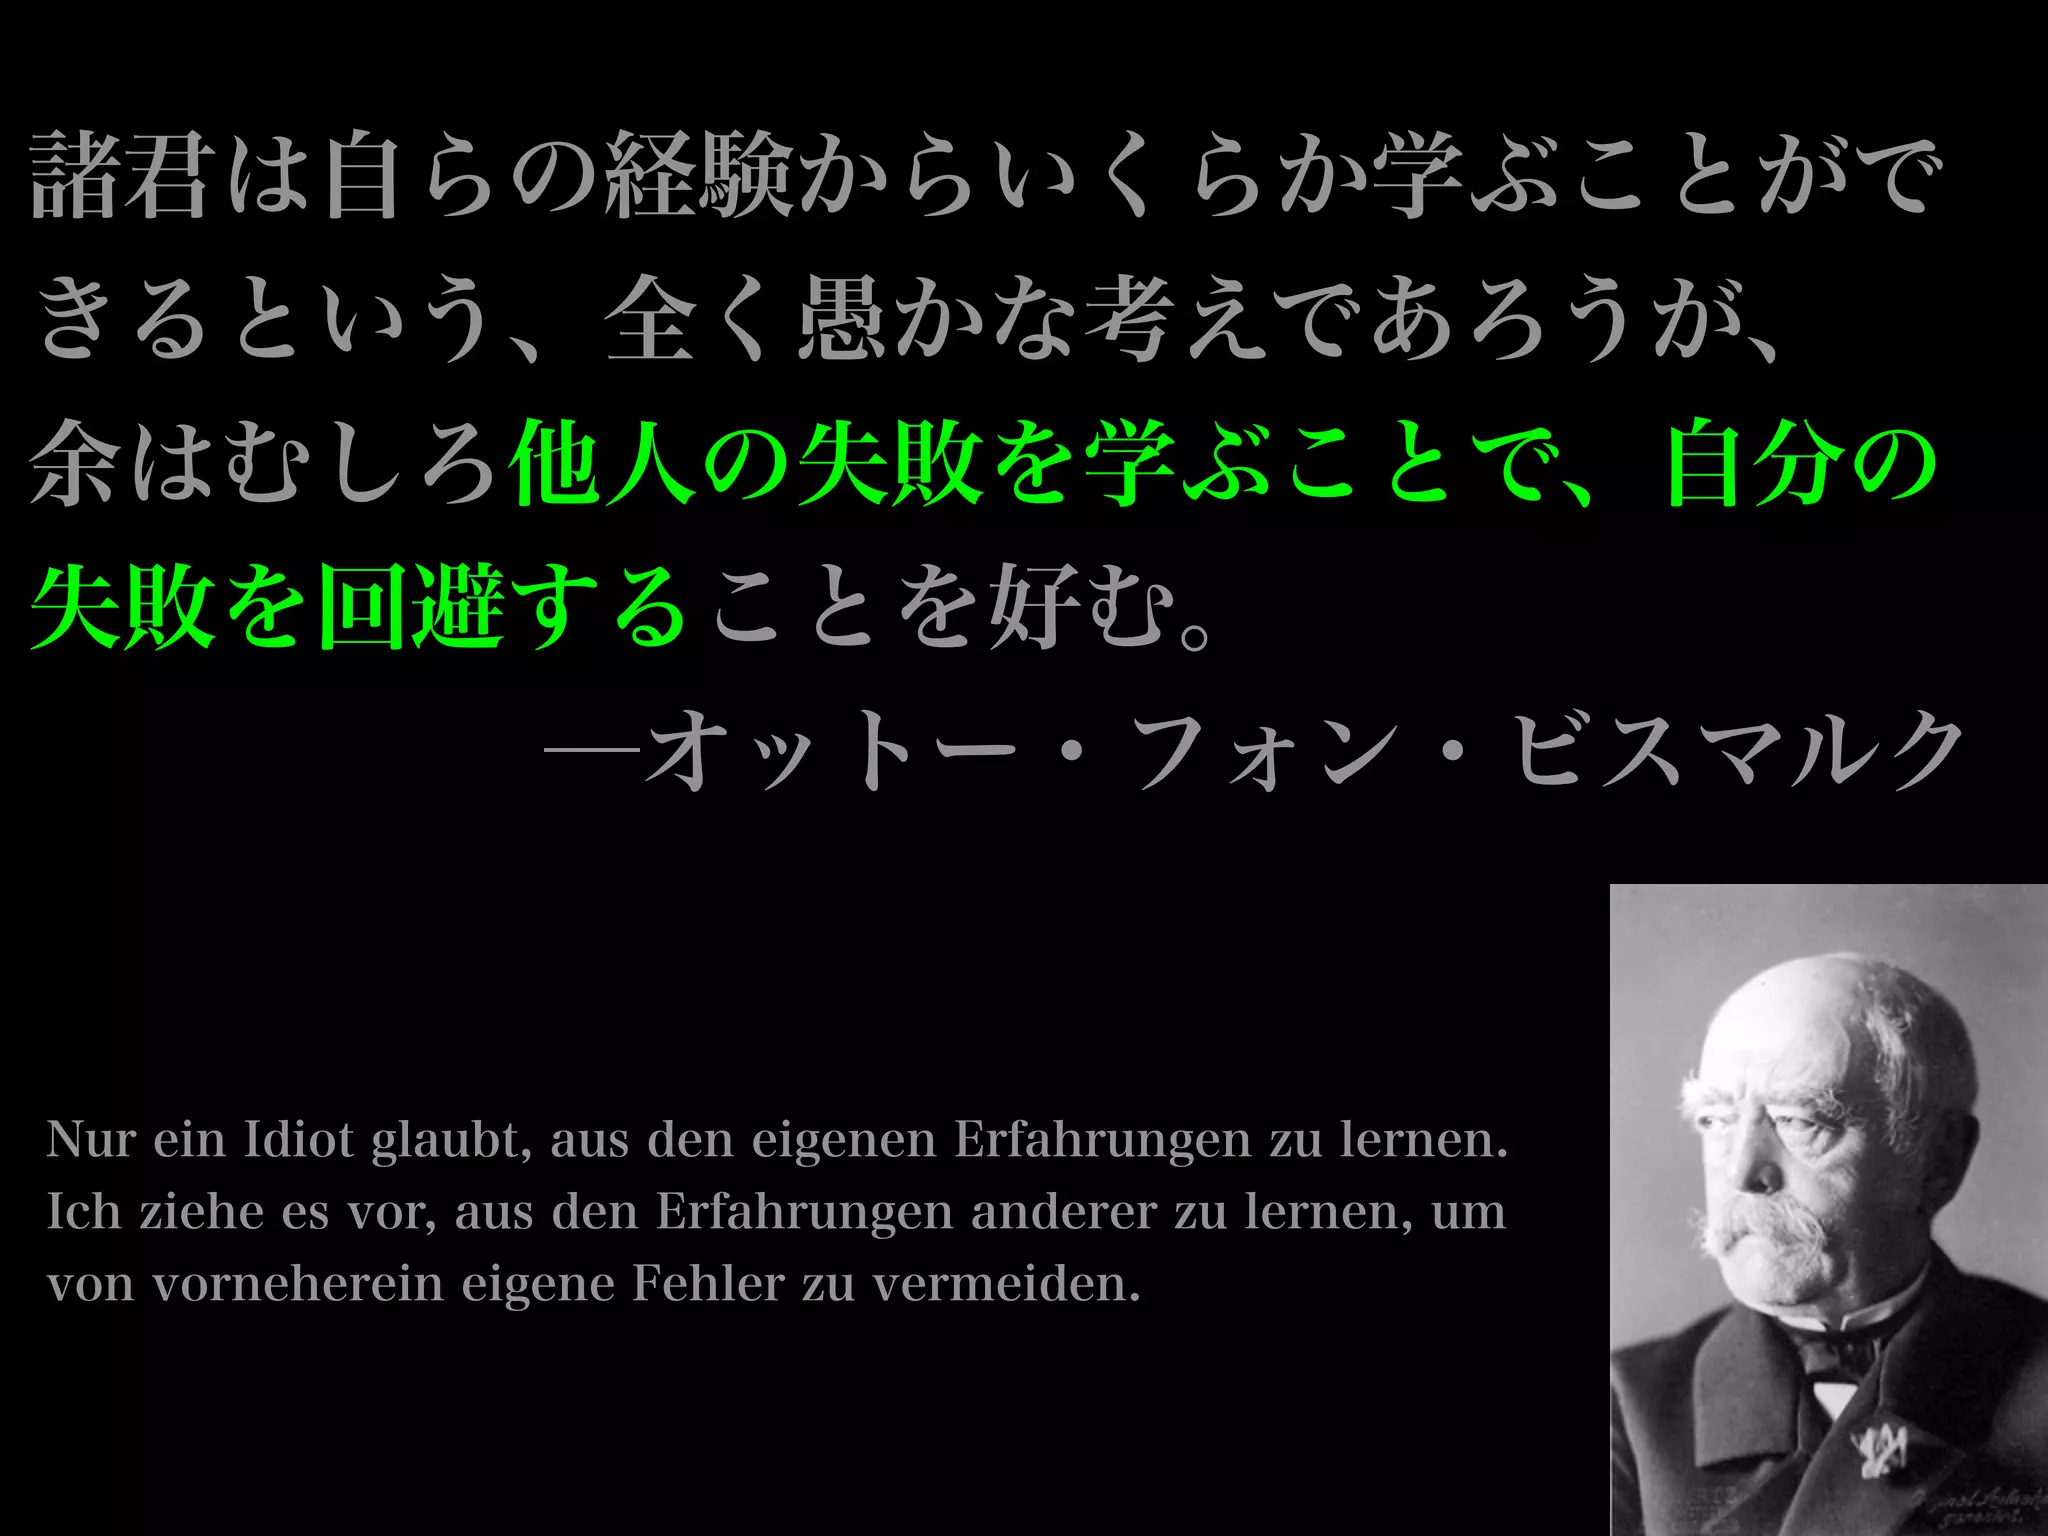 諸君は自らの経験からいくらか学ぶことがで
きるという、全く愚かな考えであろうが、
余はむしろ他人の失敗を学ぶことで、自分の
失敗を回避することを好む。
―オットー・フォン・ビスマルク
Nur ein Idiot glaubt, aus den eigenen Erfahrungen zu lernen.
Ich ziehe es vor, aus den Erfahrungen anderer zu lernen, um
von vorneherein eigene Fehler zu vermeiden.